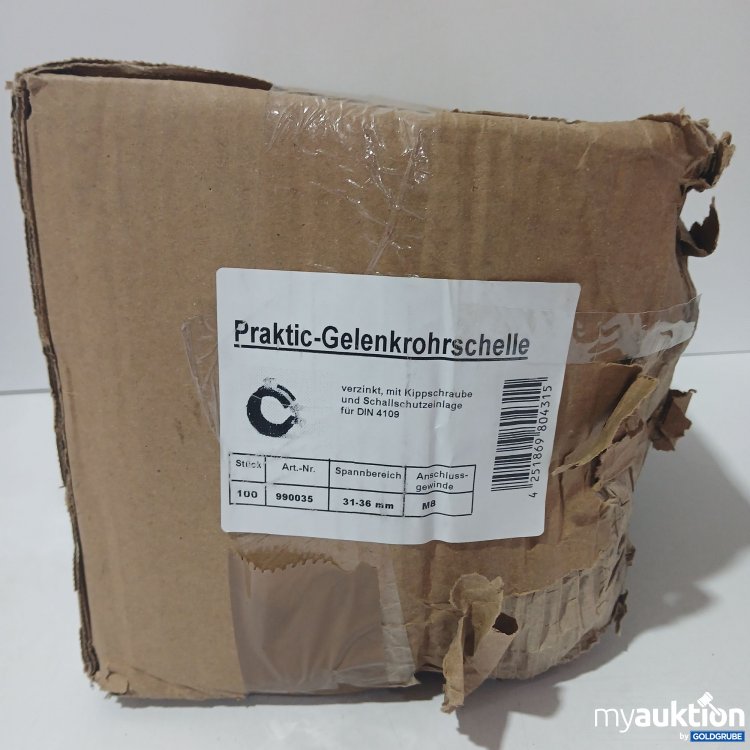 Praktic-Gelenkrohrschelle
verzinkt, mit Kippschraube
und Schallschutzeinlage
für DIN 4109
Stück Art.-Nr. Spannbereich Anschluss-
gewinde
100 990035 31-36 mm M8
4 251869 804315
myauktion
by GOLDGRUBE